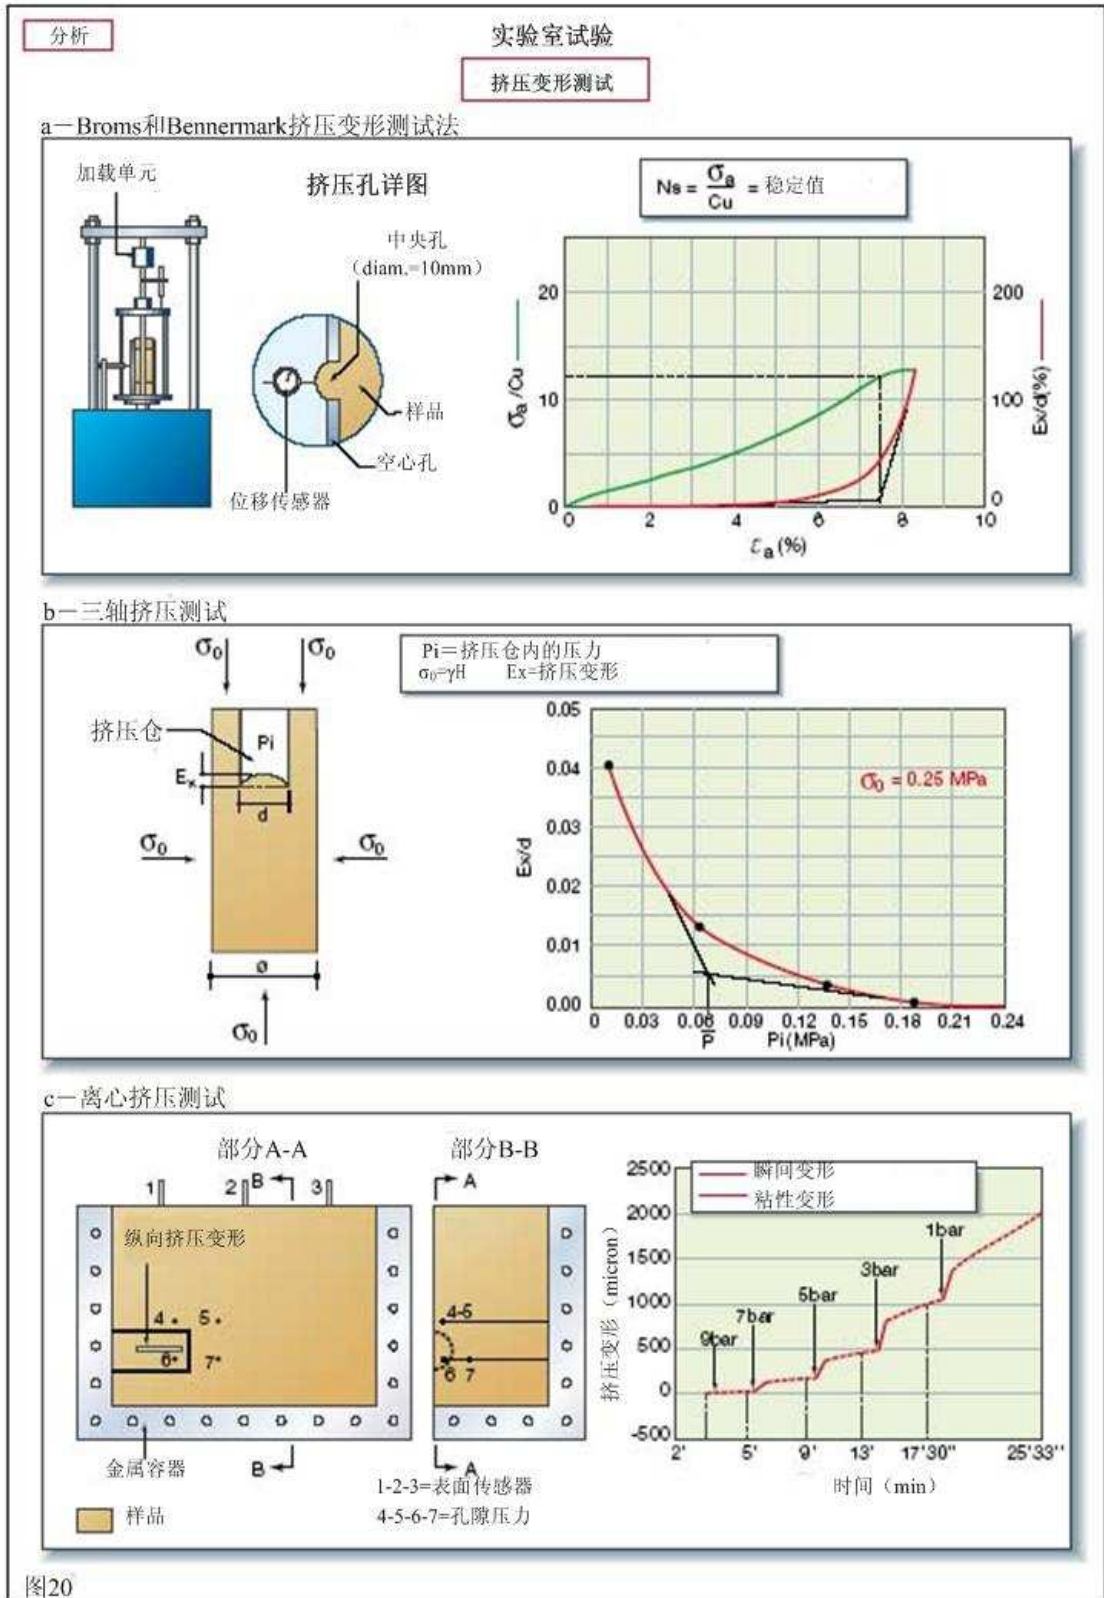 分析
实验室试验
挤压变形测试
a－Broms和Bennermark挤压变形测试法
加载单元
挤压孔详图
中央孔
（diam.=10mm）
样品
空心孔
位移传感器
Ns = σa/Cu = 稳定值
σa/Cu
20
10
0
0 2 4 6 8 10
εa(%)
200
100
0
Ex/d(%)
b－三轴挤压测试
σ0 σ0
挤压仓
Pi
Ex
d
σ0 σ0
ø
σ0
Pi＝挤压仓内的压力
σ0=γH Ex=挤压变形
Ex/d
0.05
0.04
0.03
0.02
0.01
0.00
σ0 = 0.25 MPa
0 0.03 0.06 0.09 0.12 0.15 0.18 0.21 0.24
P Pi(MPa)
c－离心挤压测试
部分A-A
部分B-B
1 2 B 3
A
纵向挤压变形
4 5
6 7
4-5
6 7
金属容器
B
A
样品
1-2-3=表面传感器
4-5-6-7=孔隙压力
挤压变形（micron）
2500
2000
1500
1000
500
0
-500
瞬间变形
粘性变形
9bar
7bar
5bar
3bar
1bar
2' 5' 9' 13' 17'30'' 25'33''
时间（min）
图20